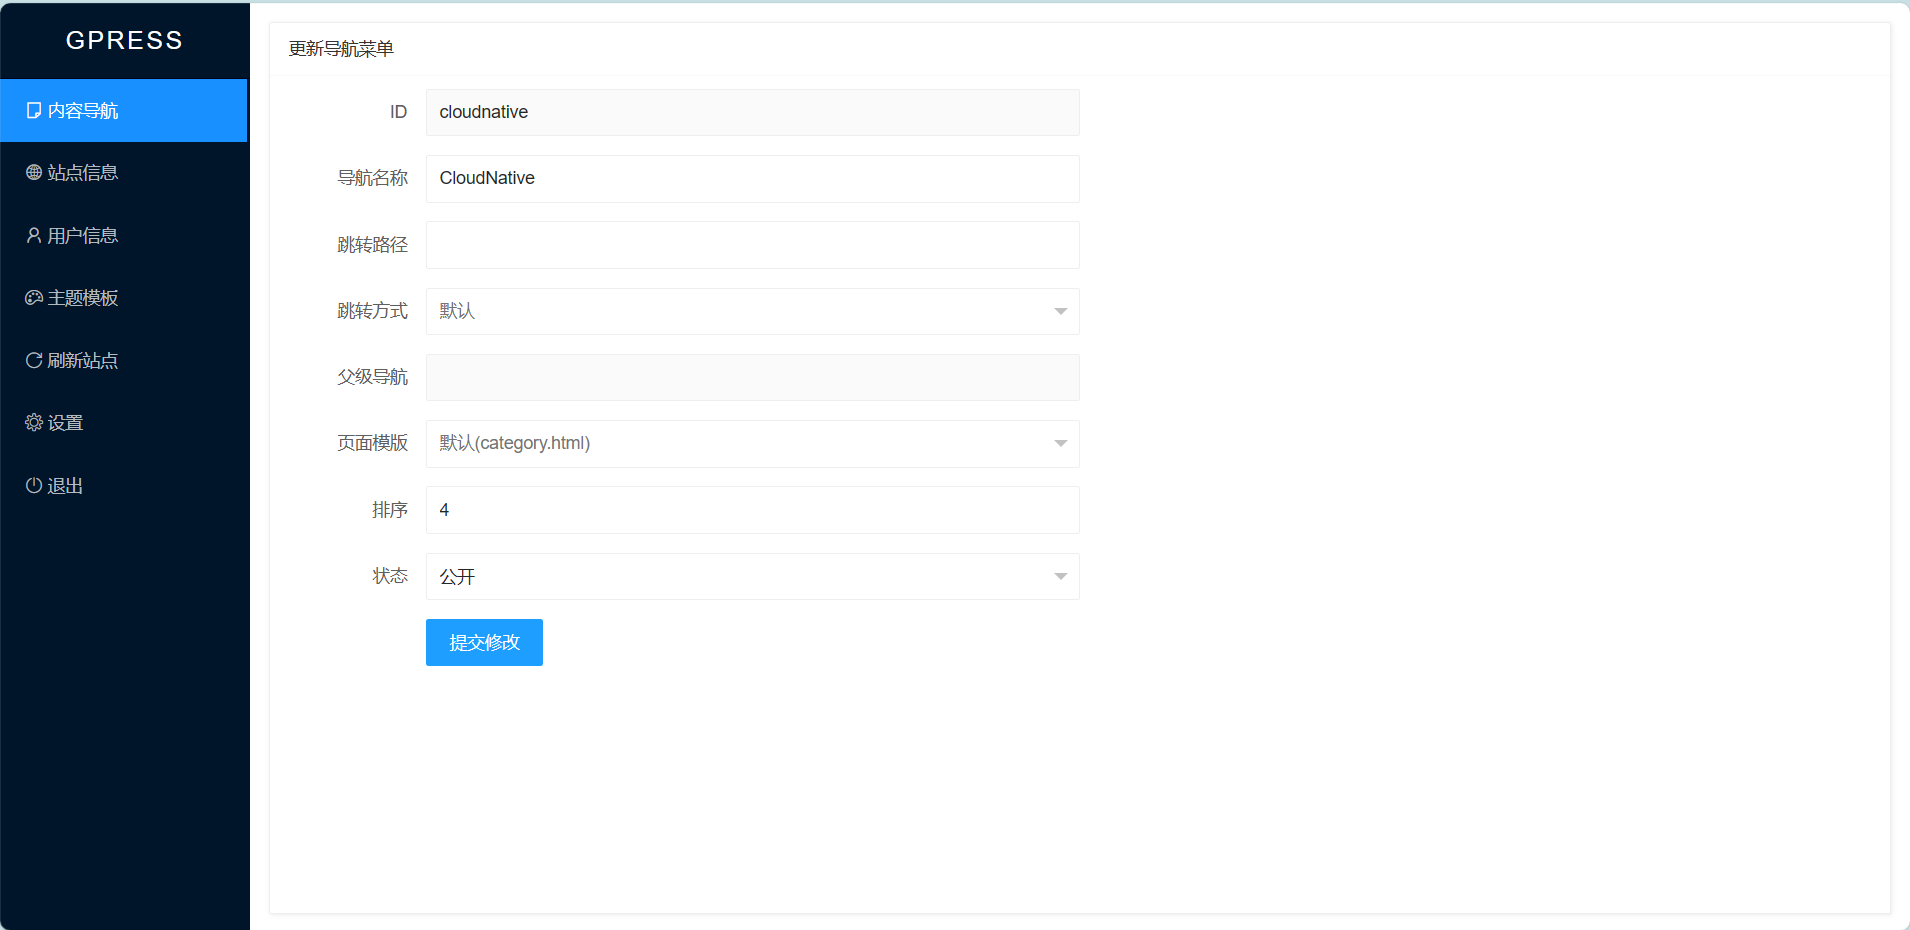 GPRESS
内容导航
站点信息
用户信息
主题模板
刷新站点
设置
退出
更新导航菜单
ID cloudnative
导航名称 CloudNative
跳转路径
跳转方式 默认
父级导航
页面模版 默认(category.html)
排序 4
状态 公开
提交修改